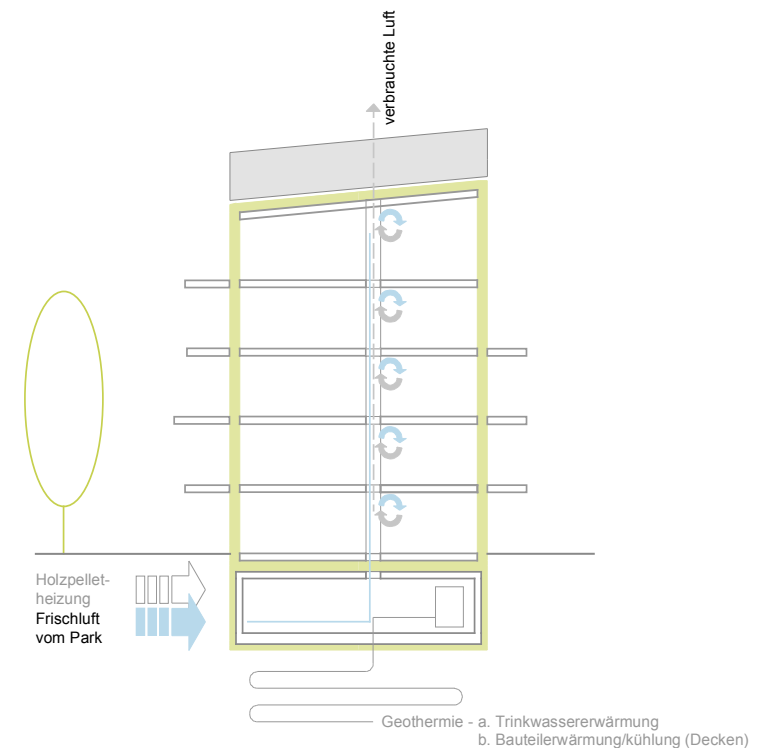 verbrauchte Luft
Holzpellet-
heizung
Frischluft
vom Park
Geothermie - a. Trinkwassererwärmung
b. Bauteilerwärmung/kühlung (Decken)